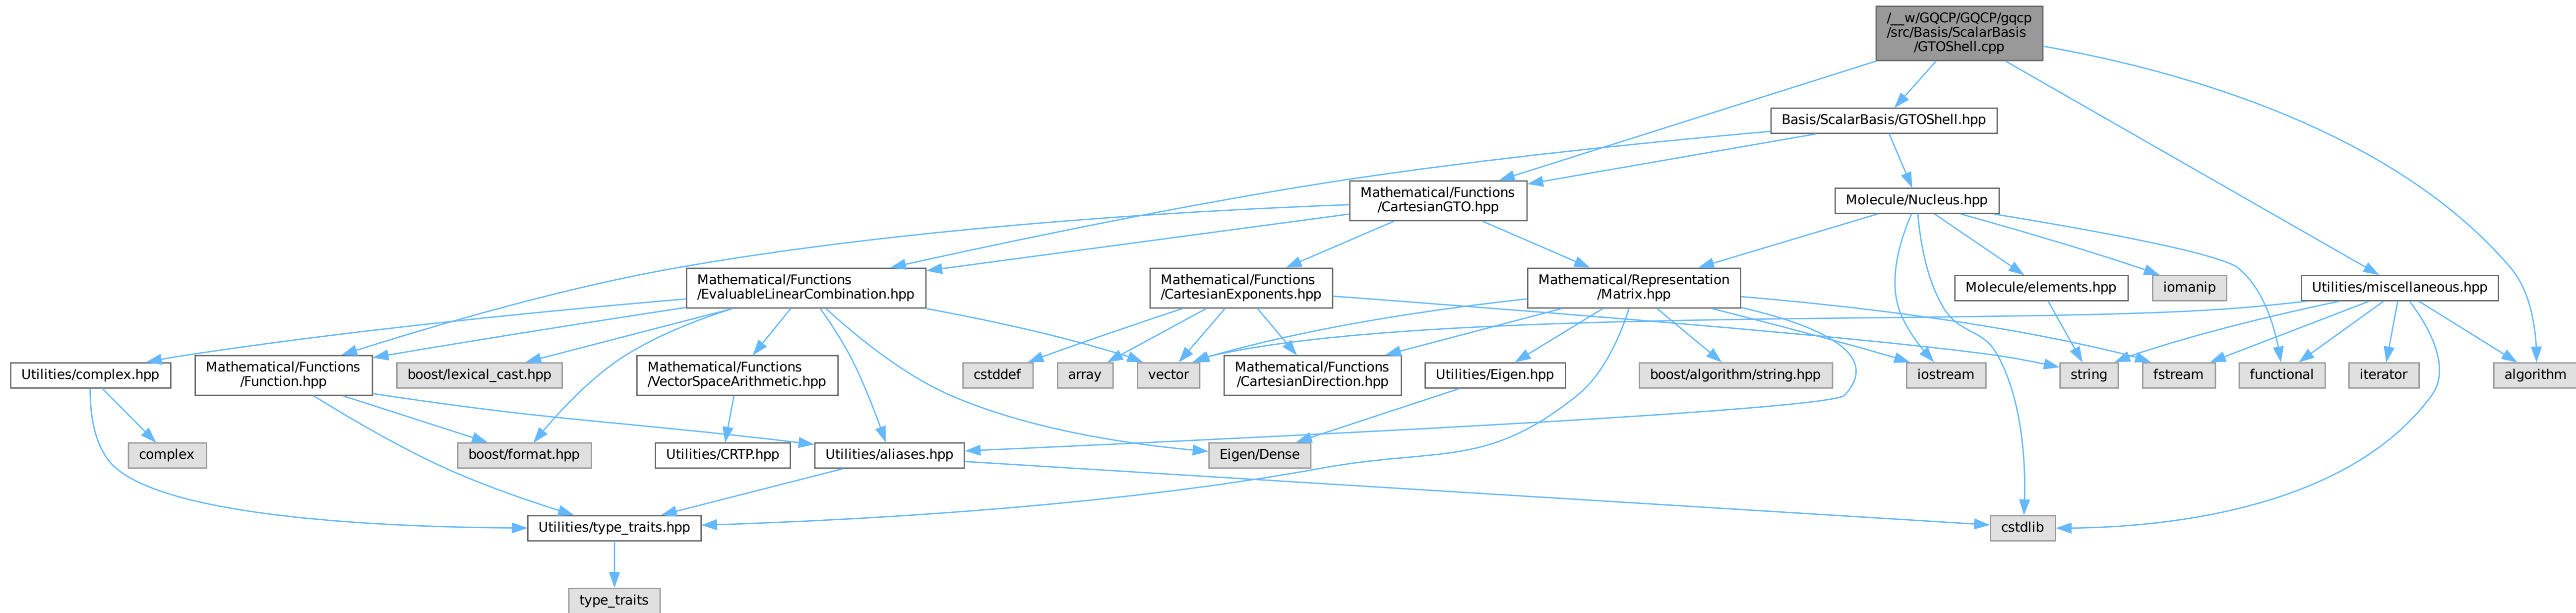 /__w/GQCP/GQCP/gqcp
/src/Basis/ScalarBasis
/GTOShell.cpp
Basis/ScalarBasis/GTOShell.hpp
Mathematical/Functions
/CartesianGTO.hpp
Molecule/Nucleus.hpp
Mathematical/Functions
/EvaluableLinearCombination.hpp
Mathematical/Functions
/CartesianExponents.hpp
Mathematical/Representation
/Matrix.hpp
Molecule/elements.hpp
iomanip
Utilities/miscellaneous.hpp
Utilities/complex.hpp
Mathematical/Functions
/Function.hpp
boost/lexical_cast.hpp
Mathematical/Functions
/VectorSpaceArithmetic.hpp
cstddef
array
vector
Mathematical/Functions
/CartesianDirection.hpp
Utilities/Eigen.hpp
boost/algorithm/string.hpp
iostream
string
fstream
functional
iterator
algorithm
complex
boost/format.hpp
Utilities/CRTP.hpp
Utilities/aliases.hpp
Eigen/Dense
Utilities/type_traits.hpp
cstdlib
type_traits